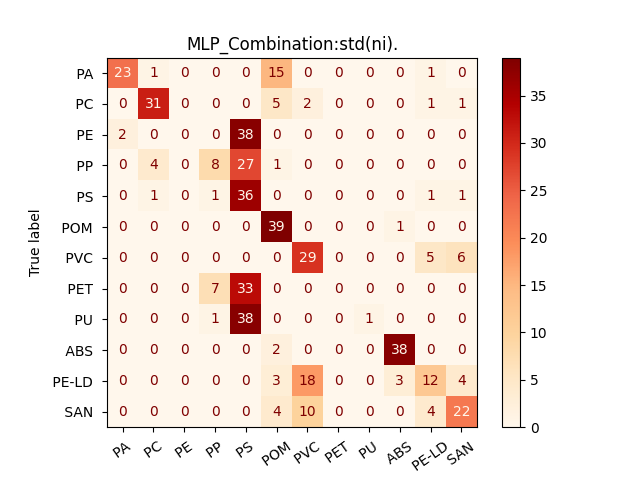 MLP_Combination:std(ni).
True label
PA 23 1 0 0 0 15 0 0 0 0 1 0
PC 0 31 0 0 0 5 2 0 0 0 1 1
PE 2 0 0 0 38 0 0 0 0 0 0 0
PP 0 4 0 8 27 1 0 0 0 0 0 0
PS 0 1 0 1 36 0 0 0 0 0 1 1
POM 0 0 0 0 0 39 0 0 0 1 0 0
PVC 0 0 0 0 0 0 29 0 0 0 5 6
PET 0 0 0 7 33 0 0 0 0 0 0 0
PU 0 0 0 1 38 0 0 0 1 0 0 0
ABS 0 0 0 0 0 2 0 0 0 38 0 0
PE-LD 0 0 0 0 0 3 18 0 0 3 12 4
SAN 0 0 0 0 0 4 10 0 0 0 4 22
PA PC PE PP PS POM PVC PET PU ABS PE-LD SAN
35
30
25
20
15
10
5
0